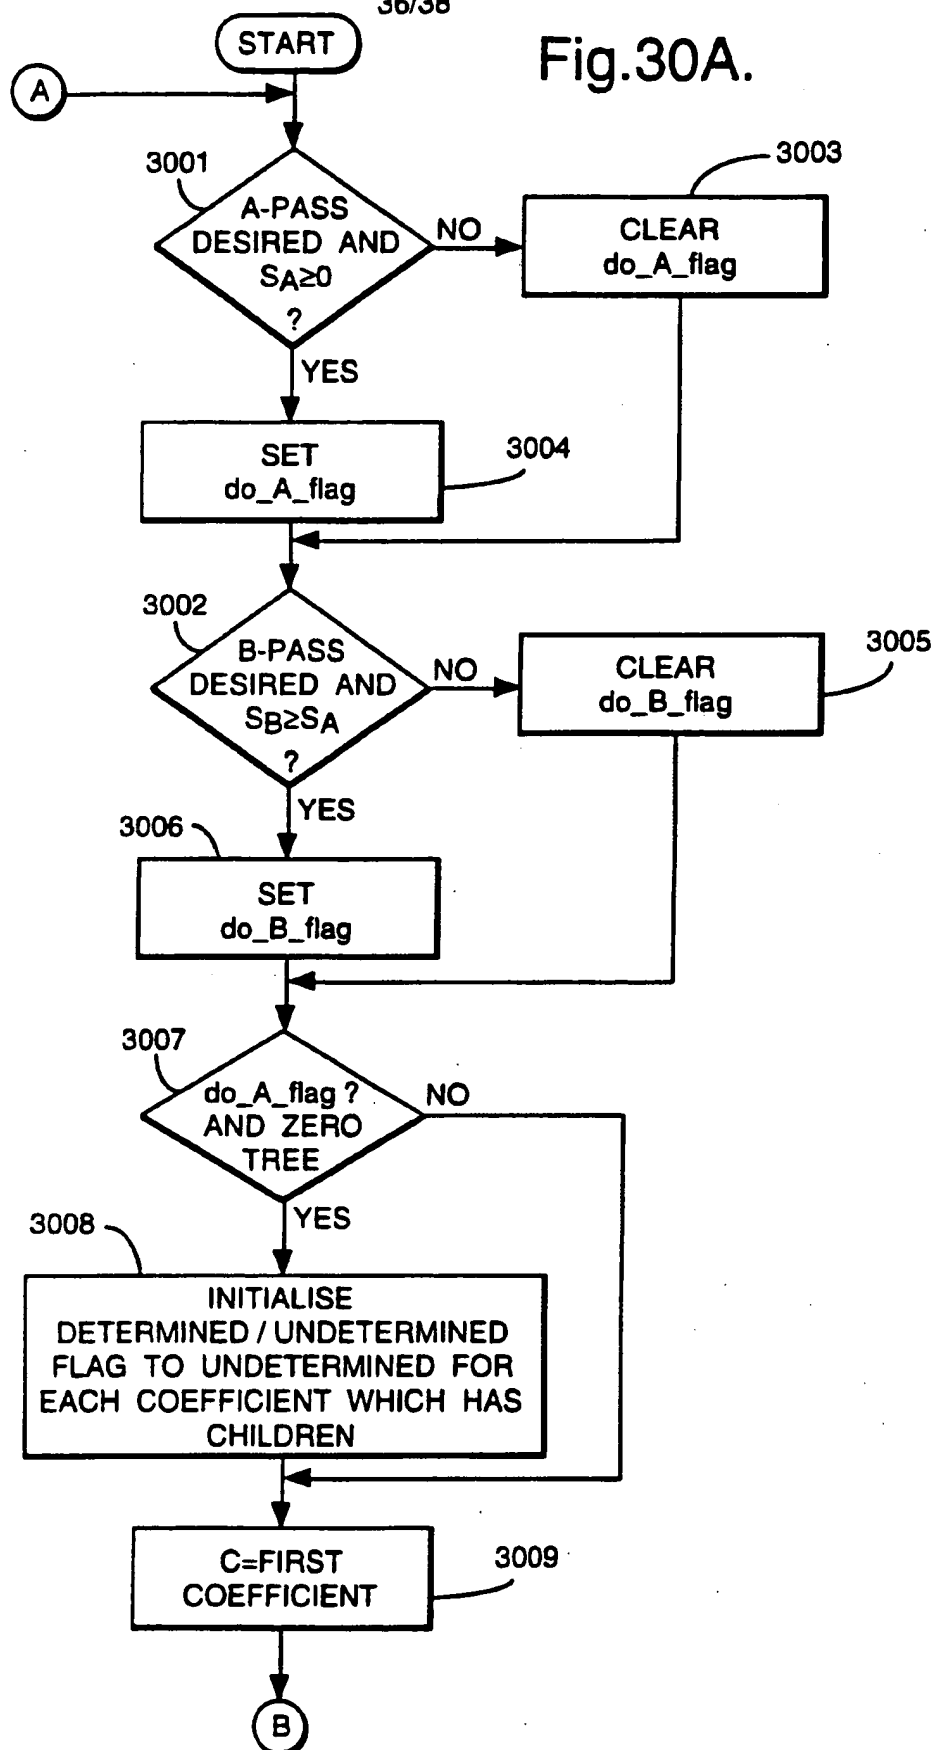 36/38
START
Fig.30A.
A
3001
A-PASS
DESIRED AND
SA≥0
?
NO
3003
CLEAR
do_A_flag
YES
SET
do_A_flag
3004
3002
B-PASS
DESIRED AND
SB≥SA
?
NO
CLEAR
do_B_flag
3005
YES
3006
SET
do_B_flag
3007
do_A_flag ?
AND ZERO
TREE
NO
YES
3008
INITIALISE
DETERMINED / UNDETERMINED
FLAG TO UNDETERMINED FOR
EACH COEFFICIENT WHICH HAS
CHILDREN
C=FIRST
COEFFICIENT
3009
B